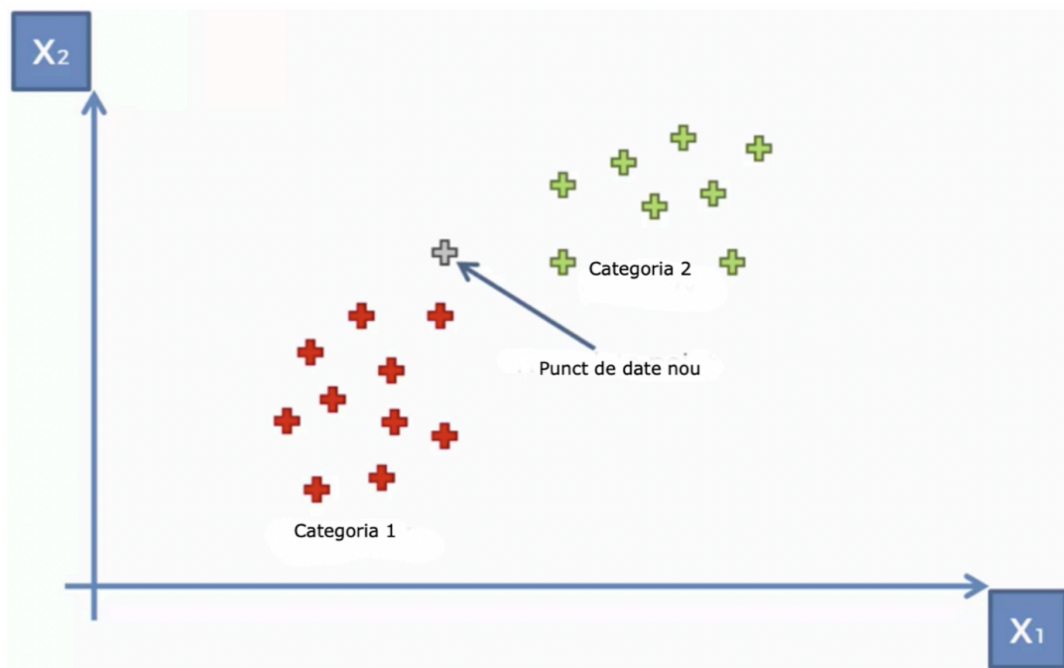 X₂
Categoria 2
Punct de date nou
Categoria 1
X₁